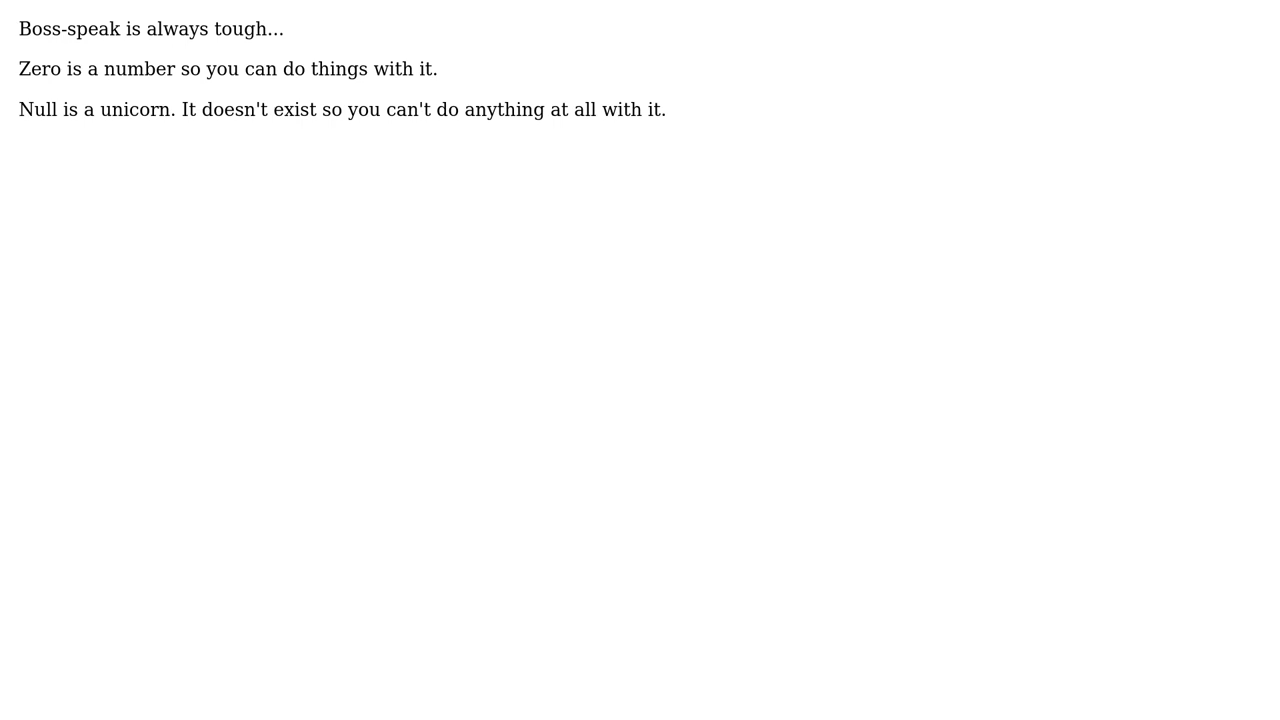 Boss-speak is always tough...
Zero is a number so you can do things with it.
Null is a unicorn. It doesn't exist so you can't do anything at all with it.